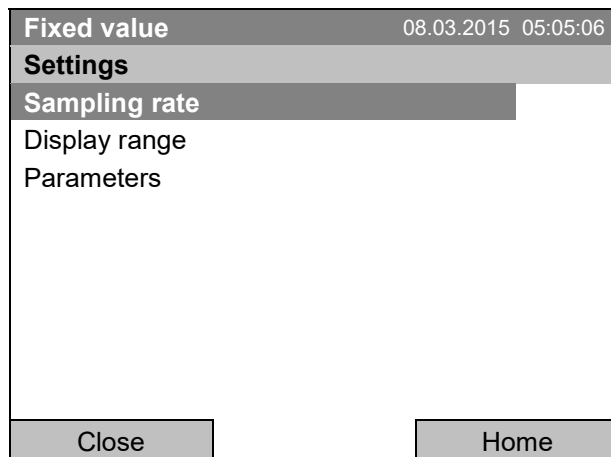 Fixed value 08.03.2015 05:05:06
Settings
Sampling rate
Display range
Parameters
Close Home